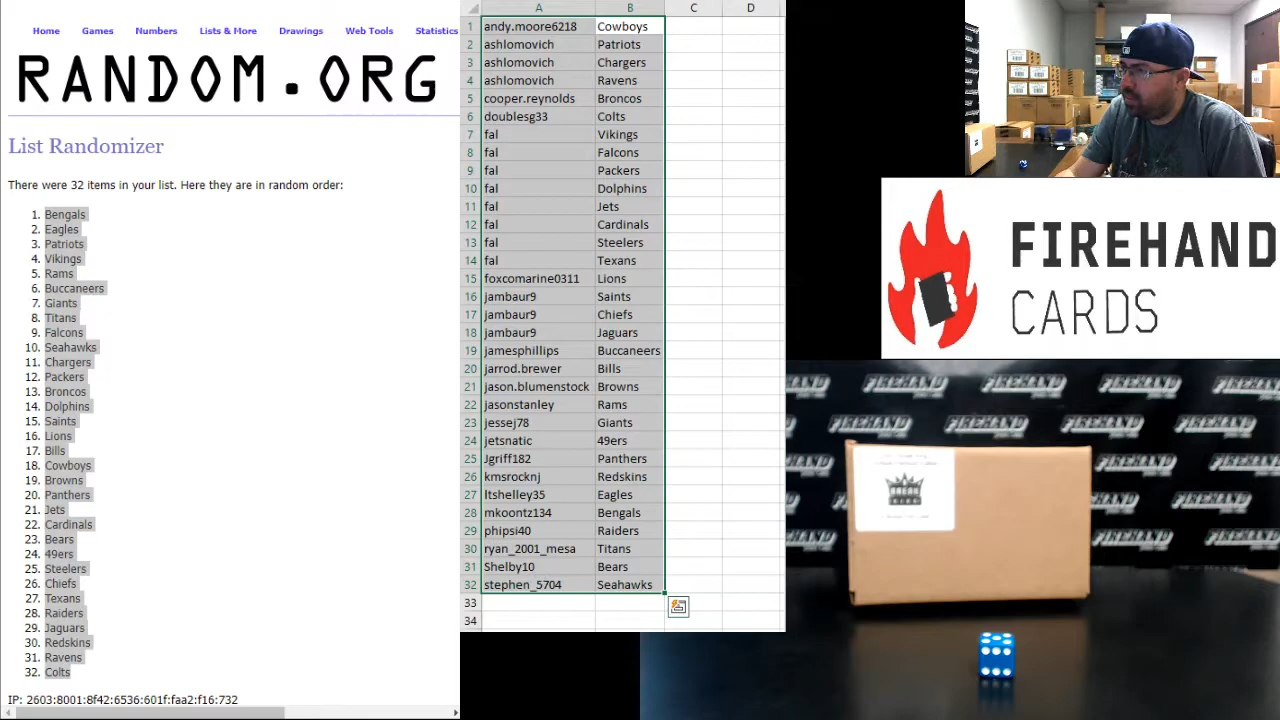 Home Games Numbers Lists & More Drawings Web Tools Statistics
RANDOM.ORG
List Randomizer
There were 32 items in your list. Here they are in random order:
1. Bengals
2. Eagles
3. Patriots
4. Vikings
5. Rams
6. Buccaneers
7. Giants
8. Titans
9. Falcons
10. Seahawks
11. Chargers
12. Packers
13. Broncos
14. Dolphins
15. Saints
16. Lions
17. Bills
18. Cowboys
19. Browns
20. Panthers
21. Jets
22. Cardinals
23. Bears
24. 49ers
25. Steelers
26. Chiefs
27. Texans
28. Raiders
29. Jaguars
30. Redskins
31. Ravens
32. Colts
IP: 2603:8001:8f42:6536:601f:faa2:f16:732
A B C D
1 andy.moore6218 Cowboys
2 ashlomovich Patriots
3 ashlomovich Chargers
4 ashlomovich Ravens
5 cooper.reynolds Broncos
6 doublesg33 Colts
7 fal Vikings
8 fal Falcons
9 fal Packers
10 fal Dolphins
11 fal Jets
12 fal Cardinals
13 fal Steelers
14 fal Texans
15 foxcomarine0311 Lions
16 jambaur9 Saints
17 jambaur9 Chiefs
18 jambaur9 Jaguars
19 jamesphillips Buccaneers
20 jarrod.brewer Bills
21 jason.blumenstock Browns
22 jasonstanley Rams
23 jessej78 Giants
24 jetsnatic 49ers
25 Jgriff182 Panthers
26 kmsrocknj Redskins
27 ltshelley35 Eagles
28 mkoontz134 Bengals
29 phipsi40 Raiders
30 ryan_2001_mesa Titans
31 Shelby10 Bears
32 stephen_5704 Seahawks
33
34
FIREHAND
CARDS
FIREHAND FIREHAND FIREHAND
FIREHAND FIREHAND FIREHAND
FIREHAND
FIREHAND
FIREHAND